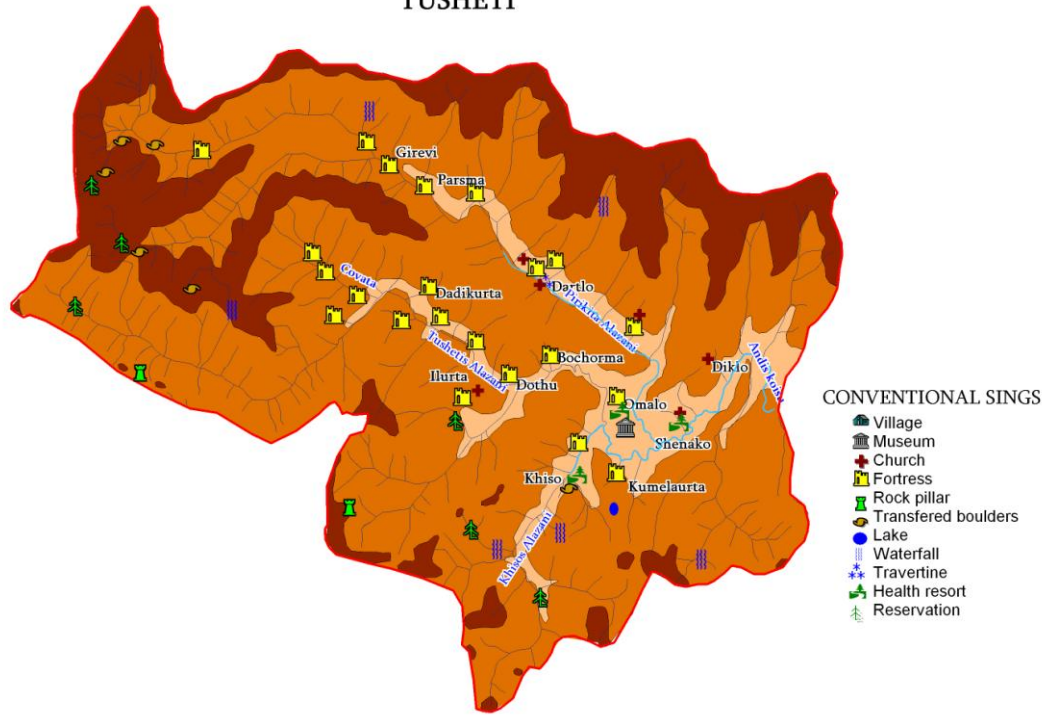 TUSHETI
Girevi
Parsma
Covata
Dartlo
Dadikurta
Pirikita Alazani
Tushetis Alazani
Bochorma
Andis koisu
Diklo
Ilurta
Dothu
Omalo
Shenako
Khiso
Kumelaurta
Khisos Alazani
CONVENTIONAL SINGS
Village
Museum
Church
Fortress
Rock pillar
Transfered boulders
Lake
Waterfall
Travertine
Health resort
Reservation